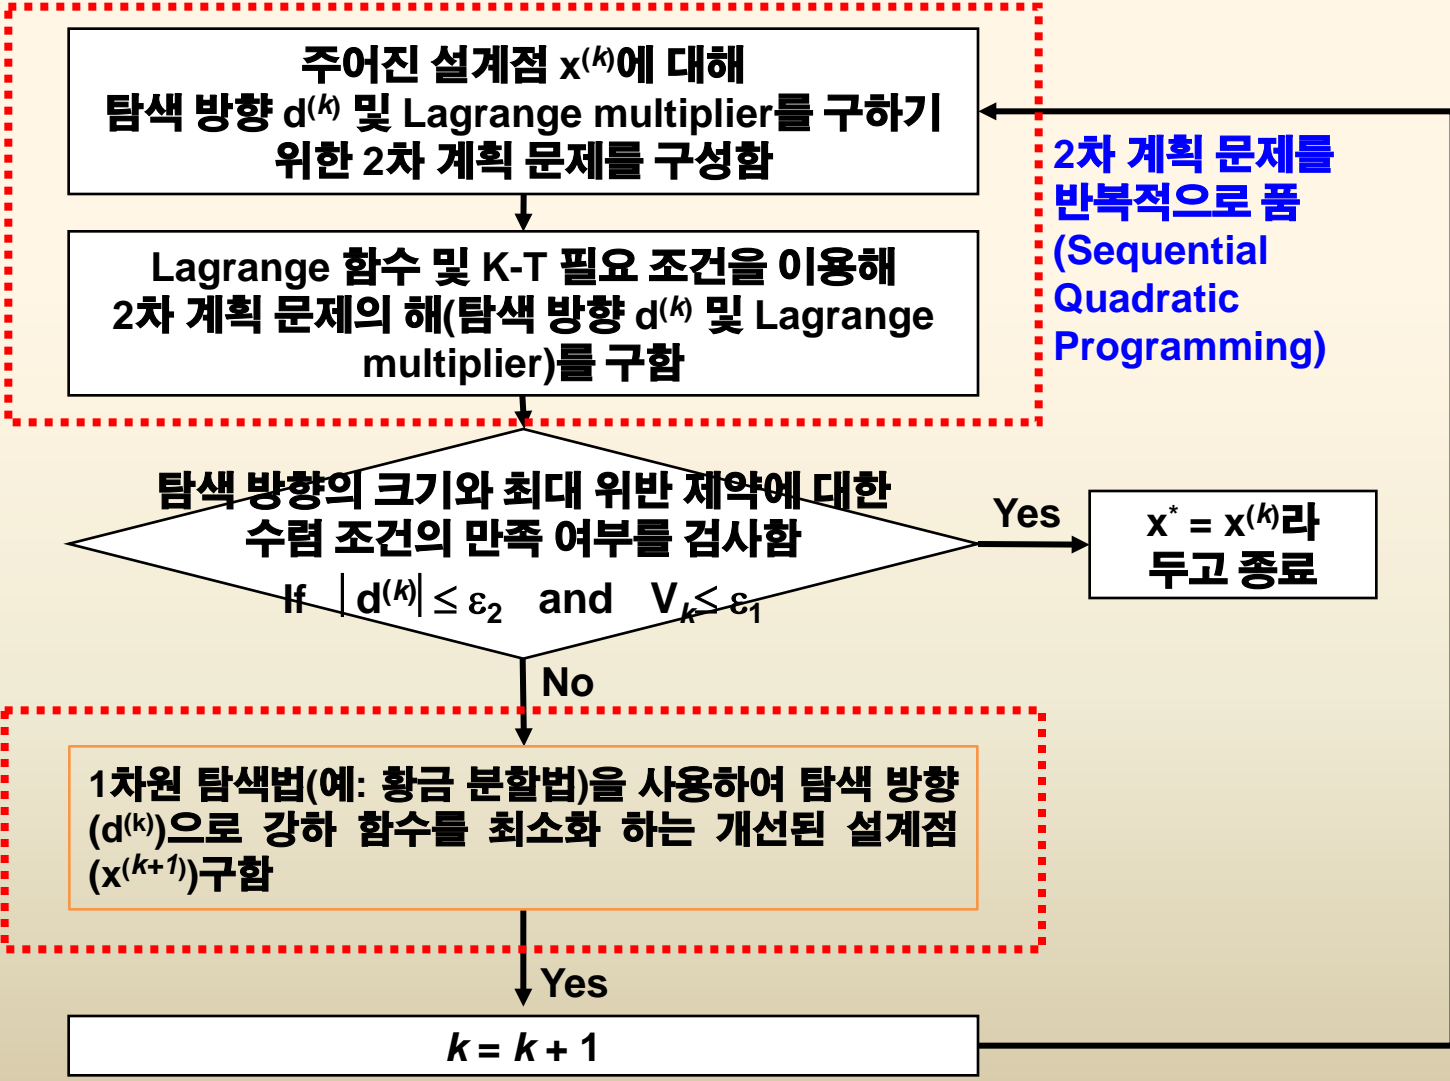 주어진 설계점 x(k)에 대해
탐색 방향 d(k) 및 Lagrange multiplier를 구하기
위한 2차 계획 문제를 구성함
2차 계획 문제를
반복적으로 품
(Sequential
Quadratic
Programming)
Lagrange 함수 및 K-T 필요 조건을 이용해
2차 계획 문제의 해(탐색 방향 d(k) 및 Lagrange
multiplier)를 구함
탐색 방향의 크기와 최대 위반 제약에 대한
수렴 조건의 만족 여부를 검사함
If |d(k)| ≤ ε2 and Vk ≤ ε1
Yes
x* = x(k)라
두고 종료
No
1차원 탐색법(예: 황금 분할법)을 사용하여 탐색 방향
(d(k))으로 강하 함수를 최소화 하는 개선된 설계점
(x(k+1))구함
Yes
k = k + 1